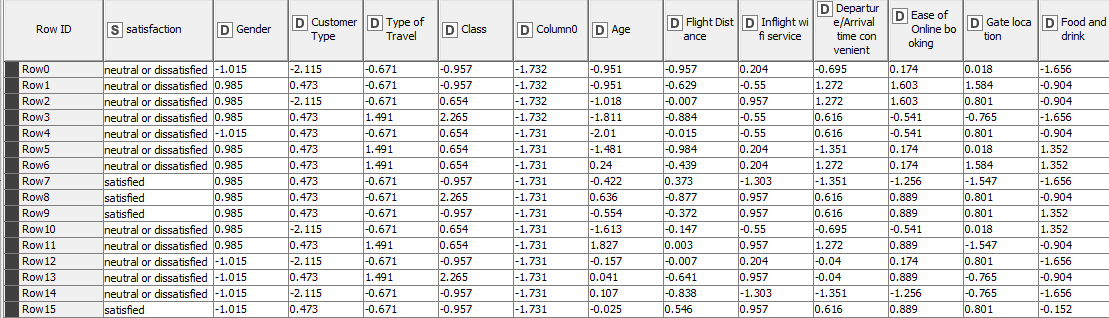 Row ID
S satisfaction
D Gender
D Customer
Type
D Type of
Travel
D Class
D Column0
D Age
D Flight Dist
ance
D Inflight wi
fi service
D Departur
e/Arrival
time con
venient
D Ease of
Online bo
oking
D Gate loca
tion
D Food and
drink
Row0 neutral or dissatisfied -1.015 -2.115 -0.671 -0.957 -1.732 -0.951 -0.957 0.204 -0.695 0.174 0.018 -1.656
Row1 neutral or dissatisfied 0.985 0.473 -0.671 -0.957 -1.732 -0.951 -0.629 -0.55 1.272 1.603 1.584 -0.904
Row2 neutral or dissatisfied 0.985 -2.115 -0.671 0.654 -1.732 -1.018 -0.007 0.957 1.272 1.603 0.801 -0.904
Row3 neutral or dissatisfied 0.985 0.473 1.491 2.265 -1.732 -1.811 -0.884 -0.55 0.616 -0.541 -0.765 -1.656
Row4 neutral or dissatisfied -1.015 0.473 -0.671 0.654 -1.731 -2.01 -0.015 -0.55 0.616 -0.541 0.801 -0.904
Row5 neutral or dissatisfied 0.985 0.473 1.491 0.654 -1.731 -1.481 -0.984 0.204 -1.351 0.174 0.018 1.352
Row6 neutral or dissatisfied 0.985 0.473 1.491 0.654 -1.731 0.24 -0.439 0.204 1.272 0.174 1.584 1.352
Row7 satisfied 0.985 0.473 -0.671 -0.957 -1.731 -0.422 0.373 -1.303 -1.351 -1.256 -1.547 -1.656
Row8 satisfied 0.985 0.473 -0.671 2.265 -1.731 0.636 -0.877 0.957 0.616 0.889 0.801 -0.904
Row9 satisfied 0.985 0.473 -0.671 -0.957 -1.731 -0.554 -0.372 0.957 0.616 0.889 0.801 1.352
Row10 neutral or dissatisfied 0.985 -2.115 -0.671 0.654 -1.731 -1.613 -0.147 -0.55 -0.695 -0.541 0.018 1.352
Row11 neutral or dissatisfied 0.985 0.473 1.491 0.654 -1.731 1.827 0.003 0.957 1.272 0.889 -1.547 -0.904
Row12 neutral or dissatisfied -1.015 -2.115 -0.671 -0.957 -1.731 -0.157 -0.007 0.204 -0.04 0.174 0.801 -1.656
Row13 neutral or dissatisfied -1.015 0.473 1.491 2.265 -1.731 0.041 -0.641 0.957 -0.04 0.889 -0.765 -0.904
Row14 neutral or dissatisfied -1.015 -2.115 -0.671 -0.957 -1.731 0.107 -0.838 -1.303 -1.351 -1.256 -0.765 -1.656
Row15 satisfied -1.015 0.473 -0.671 -0.957 -1.731 -0.025 0.546 0.957 0.616 0.889 0.801 -0.152